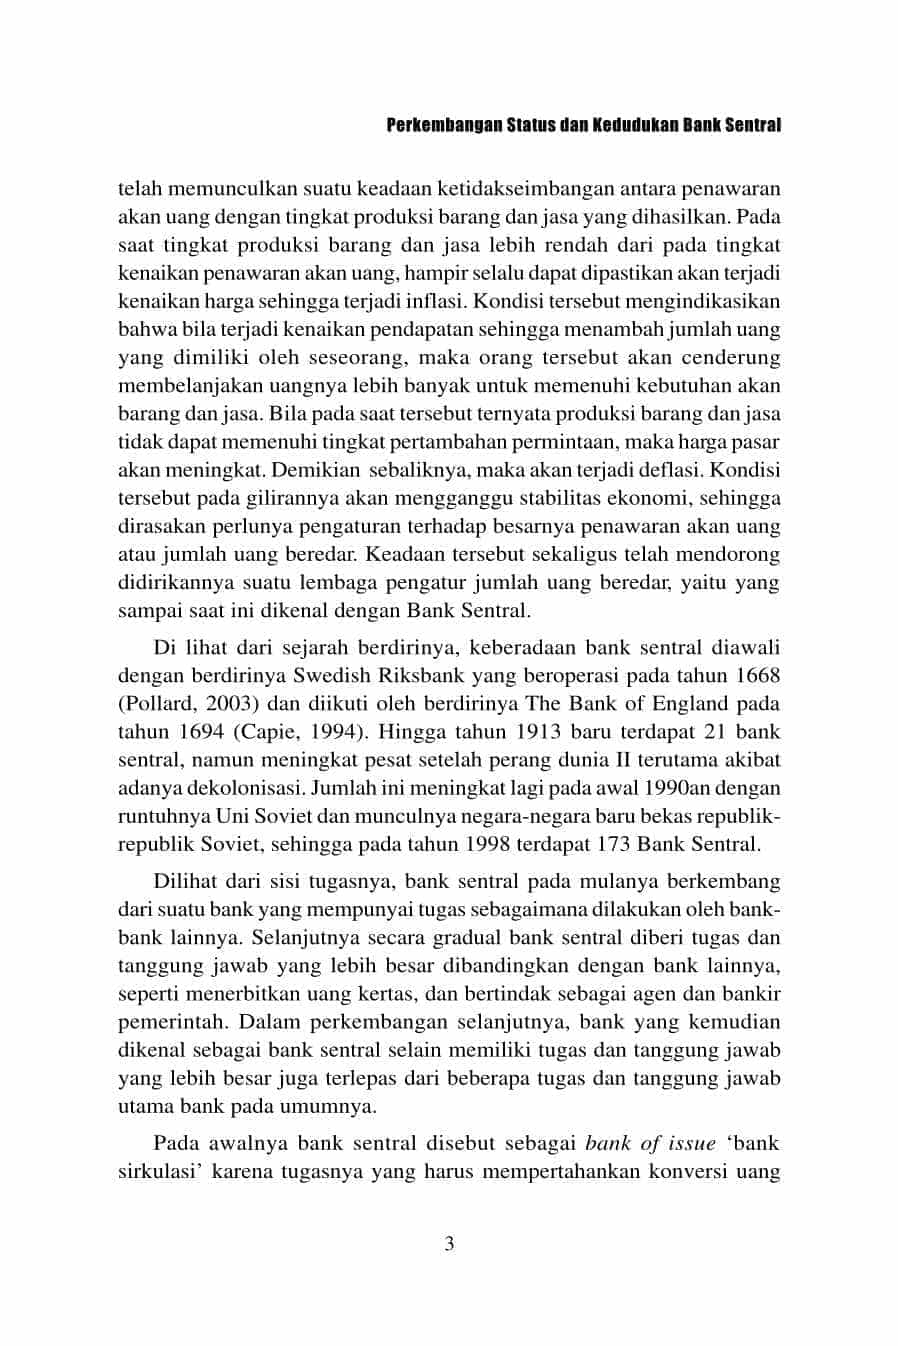 Perkembangan Status dan Kedudukan Bank Sentral
telah memunculkan suatu keadaan ketidakseimbangan antara penawaran
akan uang dengan tingkat produksi barang dan jasa yang dihasilkan. Pada
saat tingkat produksi barang dan jasa lebih rendah dari pada tingkat
kenaikan penawaran akan uang, hampir selalu dapat dipastikan akan terjadi
kenaikan harga sehingga terjadi inflasi. Kondisi tersebut mengindikasikan
bahwa bila terjadi kenaikan pendapatan sehingga menambah jumlah uang
yang dimiliki oleh seseorang, maka orang tersebut akan cenderung
membelanjakan uangnya lebih banyak untuk memenuhi kebutuhan akan
barang dan jasa. Bila pada saat tersebut ternyata produksi barang dan jasa
tidak dapat memenuhi tingkat pertambahan permintaan, maka harga pasar
akan meningkat. Demikian sebaliknya, maka akan terjadi deflasi. Kondisi
tersebut pada gilirannya akan mengganggu stabilitas ekonomi, sehingga
dirasakan perlunya pengaturan terhadap besarnya penawaran akan uang
atau jumlah uang beredar. Keadaan tersebut sekaligus telah mendorong
didirikannya suatu lembaga pengatur jumlah uang beredar, yaitu yang
sampai saat ini dikenal dengan Bank Sentral.
Di lihat dari sejarah berdirinya, keberadaan bank sentral diawali
dengan berdirinya Swedish Riksbank yang beroperasi pada tahun 1668
(Pollard, 2003) dan diikuti oleh berdirinya The Bank of England pada
tahun 1694 (Capie, 1994). Hingga tahun 1913 baru terdapat 21 bank
sentral, namun meningkat pesat setelah perang dunia II terutama akibat
adanya dekolonisasi. Jumlah ini meningkat lagi pada awal 1990an dengan
runtuhnya Uni Soviet dan munculnya negara-negara baru bekas republik-
republik Soviet, sehingga pada tahun 1998 terdapat 173 Bank Sentral.
Dilihat dari sisi tugasnya, bank sentral pada mulanya berkembang
dari suatu bank yang mempunyai tugas sebagaimana dilakukan oleh bank-
bank lainnya. Selanjutnya secara gradual bank sentral diberi tugas dan
tanggung jawab yang lebih besar dibandingkan dengan bank lainnya,
seperti menerbitkan uang kertas, dan bertindak sebagai agen dan bankir
pemerintah. Dalam perkembangan selanjutnya, bank yang kemudian
dikenal sebagai bank sentral selain memiliki tugas dan tanggung jawab
yang lebih besar juga terlepas dari beberapa tugas dan tanggung jawab
utama bank pada umumnya.
Pada awalnya bank sentral disebut sebagai bank of issue ‘bank
sirkulasi’ karena tugasnya yang harus mempertahankan konversi uang
3